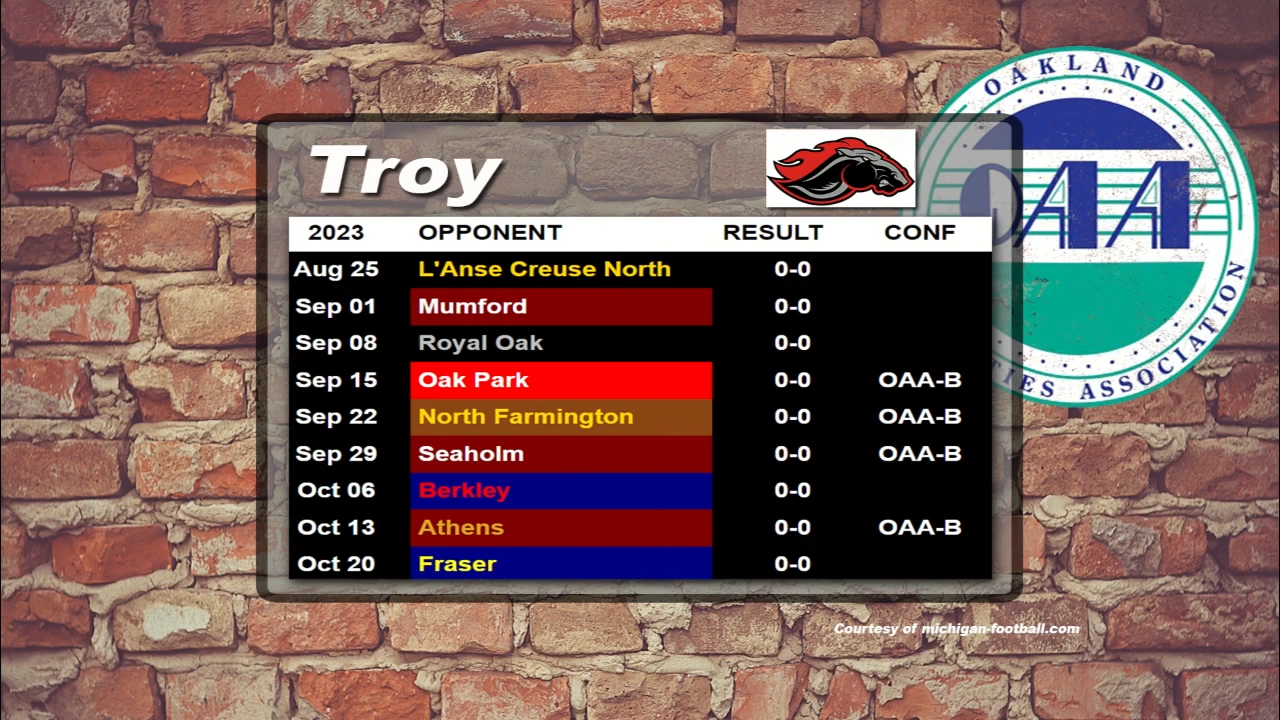 OAKLAND
OAA
TIES ASSOCIATION
Troy
2023 OPPONENT RESULT CONF
Aug 25 L'Anse Creuse North 0-0
Sep 01 Mumford 0-0
Sep 08 Royal Oak 0-0
Sep 15 Oak Park 0-0 OAA-B
Sep 22 North Farmington 0-0 OAA-B
Sep 29 Seaholm 0-0 OAA-B
Oct 06 Berkley 0-0
Oct 13 Athens 0-0 OAA-B
Oct 20 Fraser 0-0
Courtesy of michigan-football.com